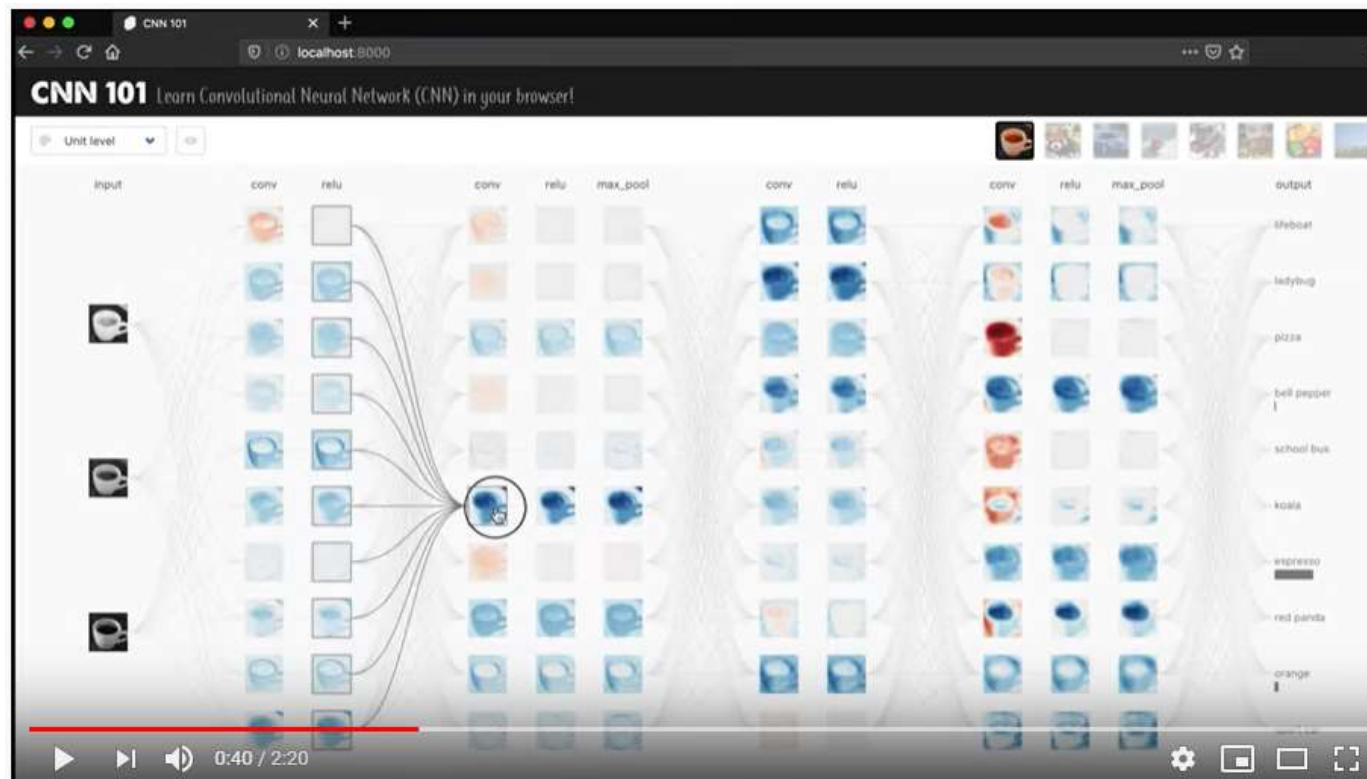 CNN 101
localhost:8000
CNN 101 Learn Convolutional Neural Network (CNN) in your browser!
Unit level
input conv relu conv relu max_pool conv relu conv relu max_pool output
lifeboat
ladybug
pizza
bell pepper
school bus
koala
espresso
red panda
orange
0:40 / 2:20